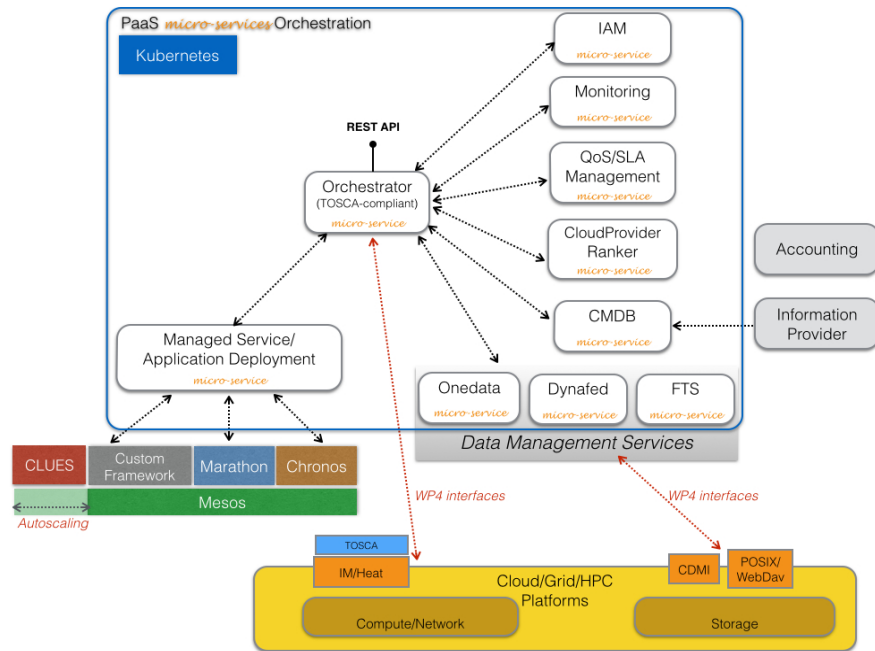 PaaS micro-services Orchestration
Kubernetes
IAM
micro-service
Monitoring
micro-service
REST API
QoS/SLA
Management
micro-service
Orchestrator
(TOSCA-compliant)
micro-service
CloudProvider
Ranker
micro-service
Accounting
CMDB
micro-service
Information
Provider
Managed Service/
Application Deployment
micro-service
Onedata
micro-service
Dynafed
micro-service
FTS
micro-service
Data Management Services
CLUES
Custom
Framework
Marathon
Chronos
Mesos
Autoscaling
WP4 interfaces
WP4 interfaces
TOSCA
IM/Heat
Cloud/Grid/HPC
Platforms
CDMI
POSIX/
WebDav
Compute/Network
Storage